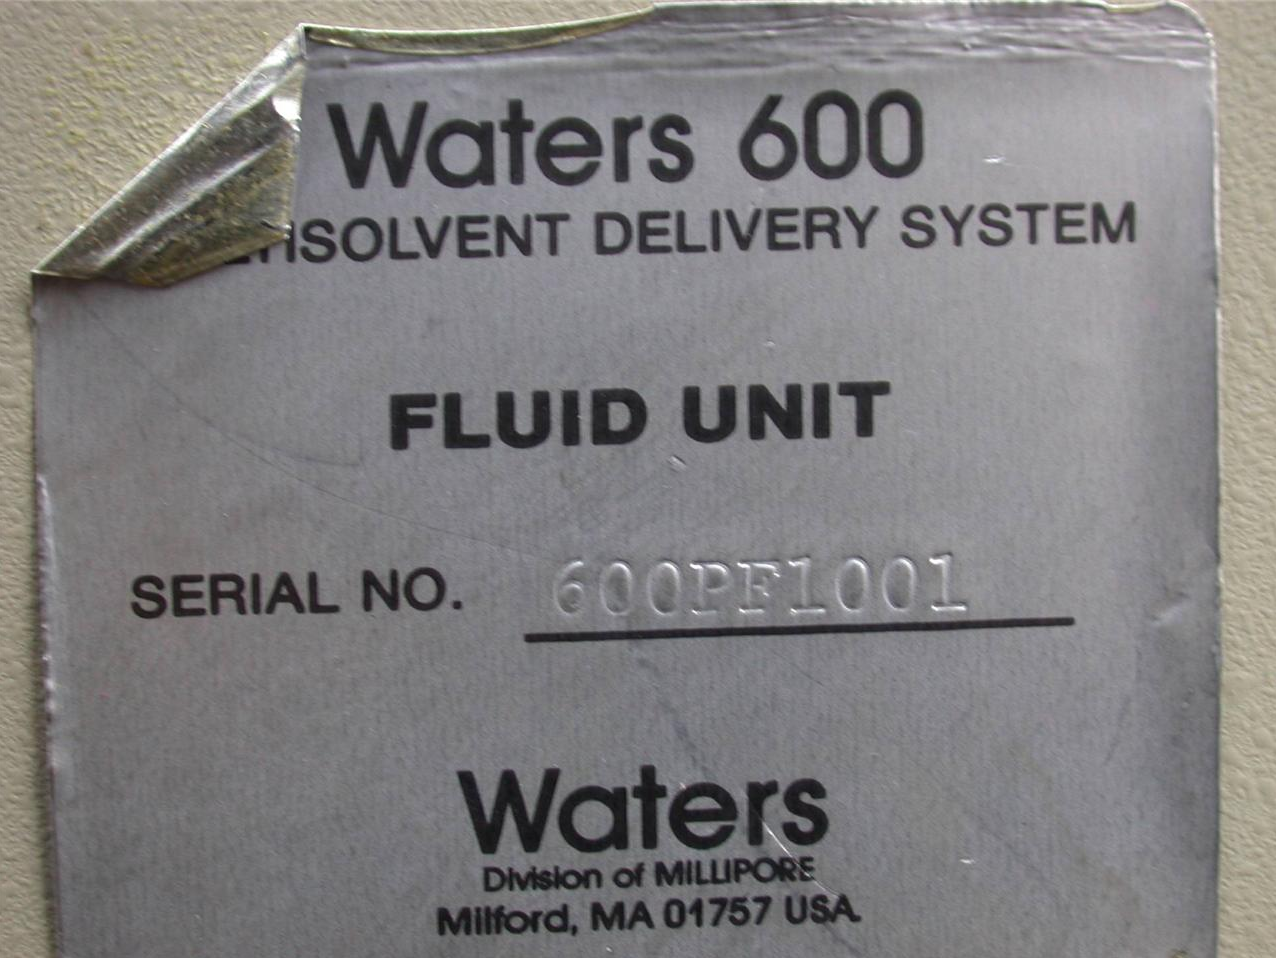 Waters 600
SOLVENT DELIVERY SYSTEM
FLUID UNIT
SERIAL NO. 600PF1001
Waters
Division of MILLIPORE
Milford, MA 01757 USA